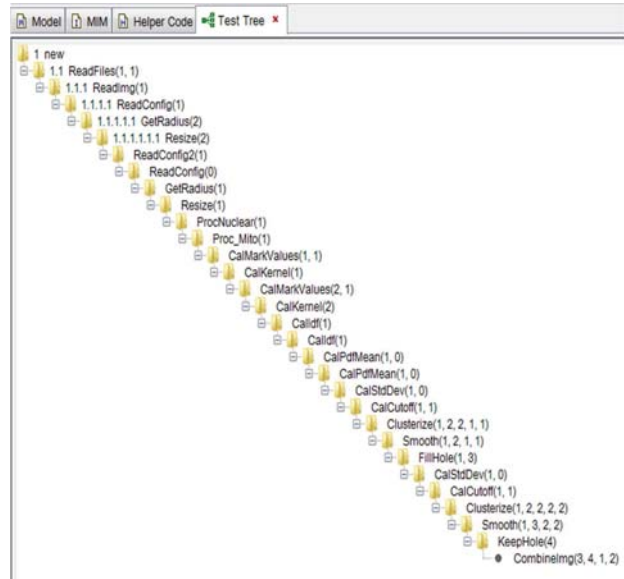 Model MIM Helper Code Test Tree
1 new
1.1 ReadFiles(1, 1)
1.1.1 ReadImg(1)
1.1.1.1 ReadConfig(1)
1.1.1.1.1 GetRadius(2)
1.1.1.1.1.1 Resize(2)
ReadConfig2(1)
ReadConfig(0)
GetRadius(1)
Resize(1)
ProcNuclear(1)
Proc_Mito(1)
CalMarkValues(1, 1)
CalKernel(1)
CalMarkValues(2, 1)
CalKernel(2)
CalIdf(1)
CalIdf(1)
CalPdfMean(1, 0)
CalPdfMean(1, 0)
CalStdDev(1, 0)
CalCutoff(1, 1)
Clusterize(1, 2, 2, 1, 1)
Smooth(1, 2, 1, 1)
FillHole(1, 3)
CalStdDev(1, 0)
CalCutoff(1, 1)
Clusterize(1, 2, 2, 2, 2)
Smooth(1, 3, 2, 2)
KeepHole(4)
CombineImg(3, 4, 1, 2)